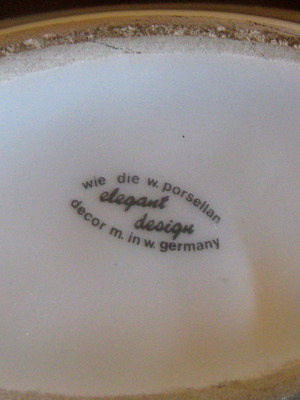 wie die w. porsellan
elegant
design
decor m. in w. germany